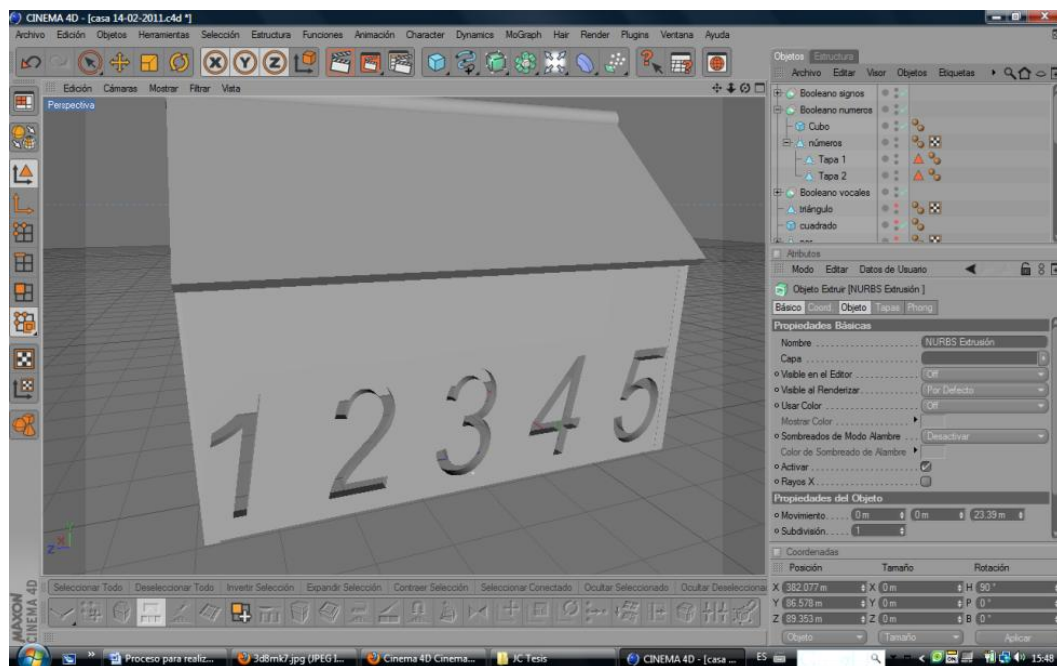 CINEMA 4D - [casa 14-02-2011.c4d *]
Archivo Edición Objetos Herramientas Selección Estructura Funciones Animación Character Dynamics MoGraph Hair Render Plugins Ventana Ayuda
X Y Z
Objetos Estructura
Archivo Editar Visor Objetos Etiquetas
Edición Cámaras Mostrar Filtrar Vista
Perspectiva
Booleano signos
Booleano numeros
Cubo
números
Tapa 1
Tapa 2
Booleano vocales
triángulo
cuadrado
Atributos
Modo Editar Datos de Usuario
Objeto Extruir [NURBS Extrusión ]
Básico Coord. Objeto Tapas Phong
Propiedades Básicas
Nombre NURBS Extrusión
Capa
Visible en el Editor Off
Visible al Renderizar Por Defecto
Usar Color Off
Mostrar Color
Sombreados de Modo Alambre Desactivar
Color de Sombreado de Alambre
Activar
Rayos X
Propiedades del Objeto
Movimiento 0 m 0 m 23.39 m
Subdivisión 1
1 2 3 4 5
Y
Z X
Coordenadas
Posición Tamaño Rotación
X 382.077 m X 0 m H 90 °
Y 86.578 m Y 0 m P 0 °
Z 89.353 m Z 0 m B 0 °
Objeto Tamaño Aplicar
Seleccionar Todo Deseleccionar Todo Invertir Selección Expandir Selección Contraer Selección Seleccionar Conectado Ocultar Seleccionado Ocultar Deselecciona
MAXON
CINEMA 4D
Proceso para realiz... 3d8mk7.jpg (JPEG I... Cinema 4D Cinema... JC Tesis CINEMA 4D - [casa ... ES 15:48